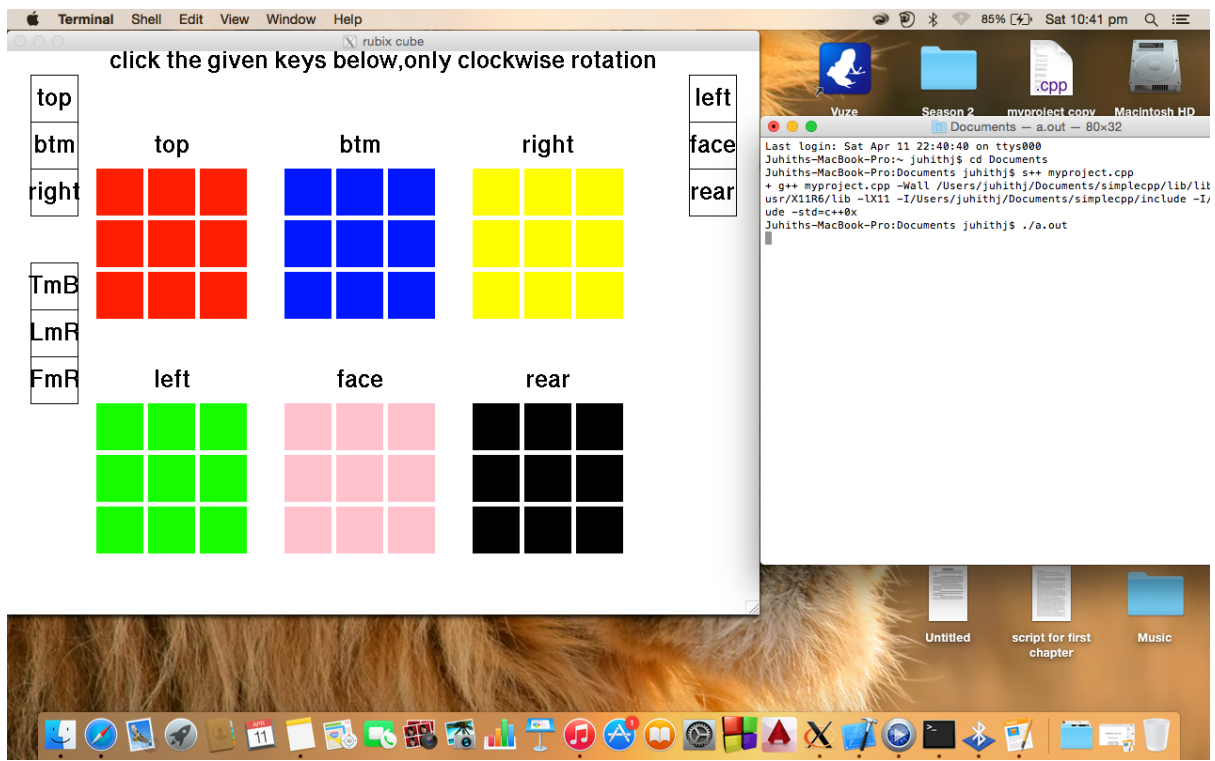 Terminal Shell Edit View Window Help
85% Sat 10:41 pm
rubix cube
click the given keys below,only clockwise rotation
top
btm
right
left
face
rear
top btm right
TmB
LmR
FmR
left face rear
Vuze
Season 2
myproject copy
Macintosh HD
.cpp
Documents — a.out — 80×32
Last login: Sat Apr 11 22:40:40 on ttys000
Juhiths-MacBook-Pro:~ juhithj$ cd Documents
Juhiths-MacBook-Pro:Documents juhithj$ s++ myproject.cpp
+ g++ myproject.cpp -Wall /Users/juhithj/Documents/simplecpp/lib/lib
usr/X11R6/lib -lX11 -I/Users/juhithj/Documents/simplecpp/include -I/
ude -std=c++0x
Juhiths-MacBook-Pro:Documents juhithj$ ./a.out
Untitled
script for first
chapter
Music
APR
11
1